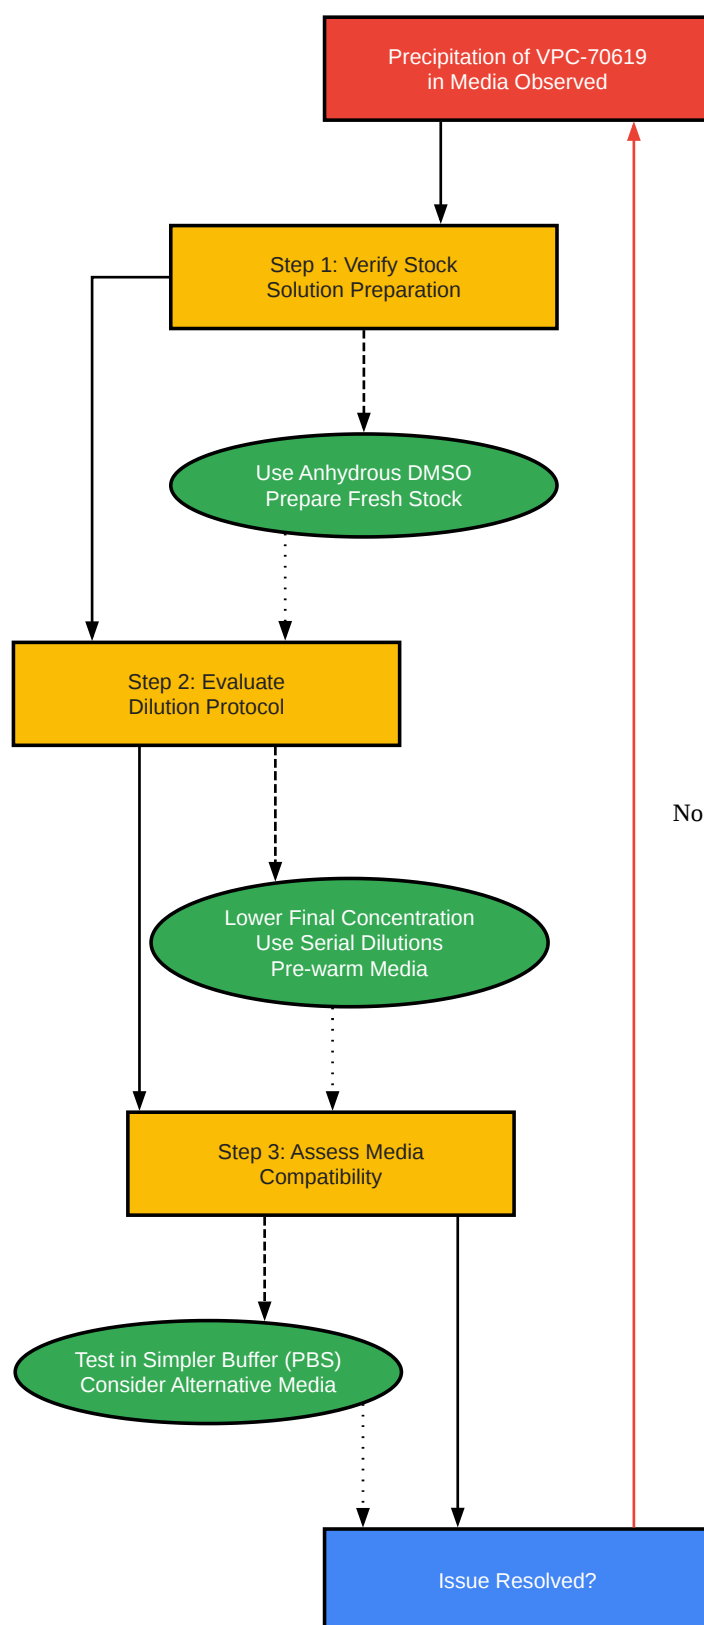 Precipitation of VPC-70619
in Media Observed
Step 1: Verify Stock
Solution Preparation
Use Anhydrous DMSO
Prepare Fresh Stock
Step 2: Evaluate
Dilution Protocol
No
Lower Final Concentration
Use Serial Dilutions
Pre-warm Media
Step 3: Assess Media
Compatibility
Test in Simpler Buffer (PBS)
Consider Alternative Media
Issue Resolved?